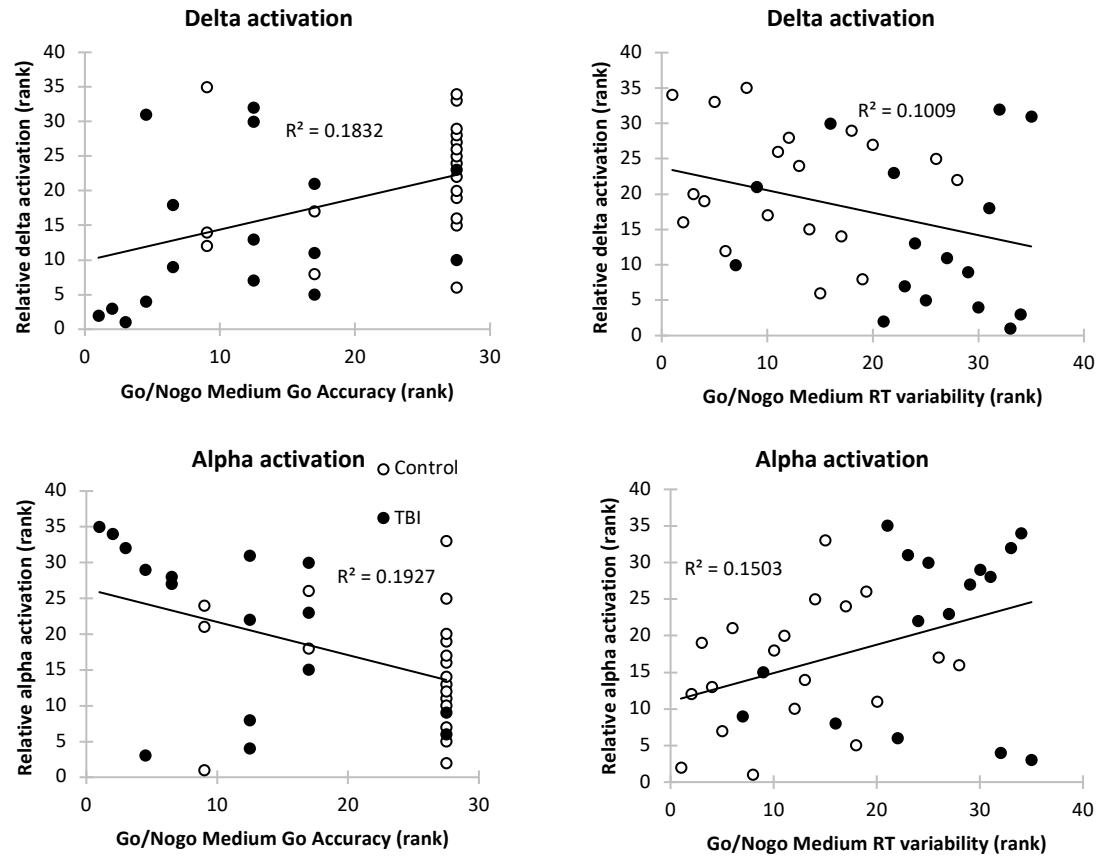 Delta activation
Relative delta activation (rank)
40
35
30
25
20
15
10
5
0
R² = 0.1832
0 10 20 30
Go/Nogo Medium Go Accuracy (rank)
Delta activation
Relative delta activation (rank)
40
35
30
25
20
15
10
5
0
R² = 0.1009
0 10 20 30 40
Go/Nogo Medium RT variability (rank)
Alpha activation
Control
TBI
Relative alpha activation (rank)
40
35
30
25
20
15
10
5
0
R² = 0.1927
0 10 20 30
Go/Nogo Medium Go Accuracy (rank)
Alpha activation
Relative alpha activation (rank)
40
35
30
25
20
15
10
5
0
R² = 0.1503
0 10 20 30 40
Go/Nogo Medium RT variability (rank)